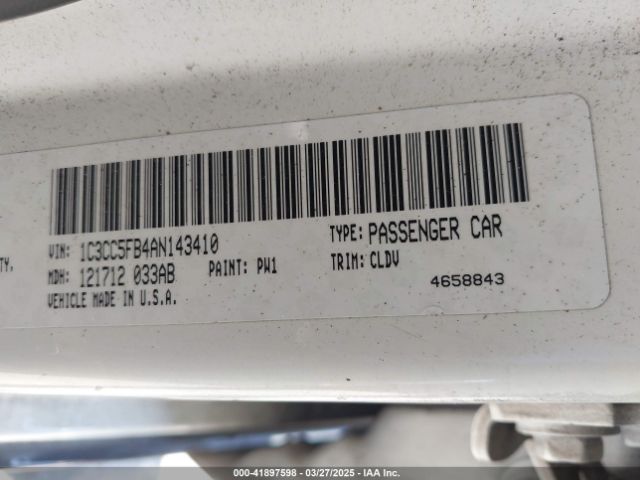 TY.
VIN: 1C3CC5FB4AN143410
TYPE: PASSENGER CAR
MDH: 121712 033AB
PAINT: PW1
TRIM: CLDV
VEHICLE MADE IN U.S.A.
4658843
000-41897598 - 03/27/2025 - IAA Inc.